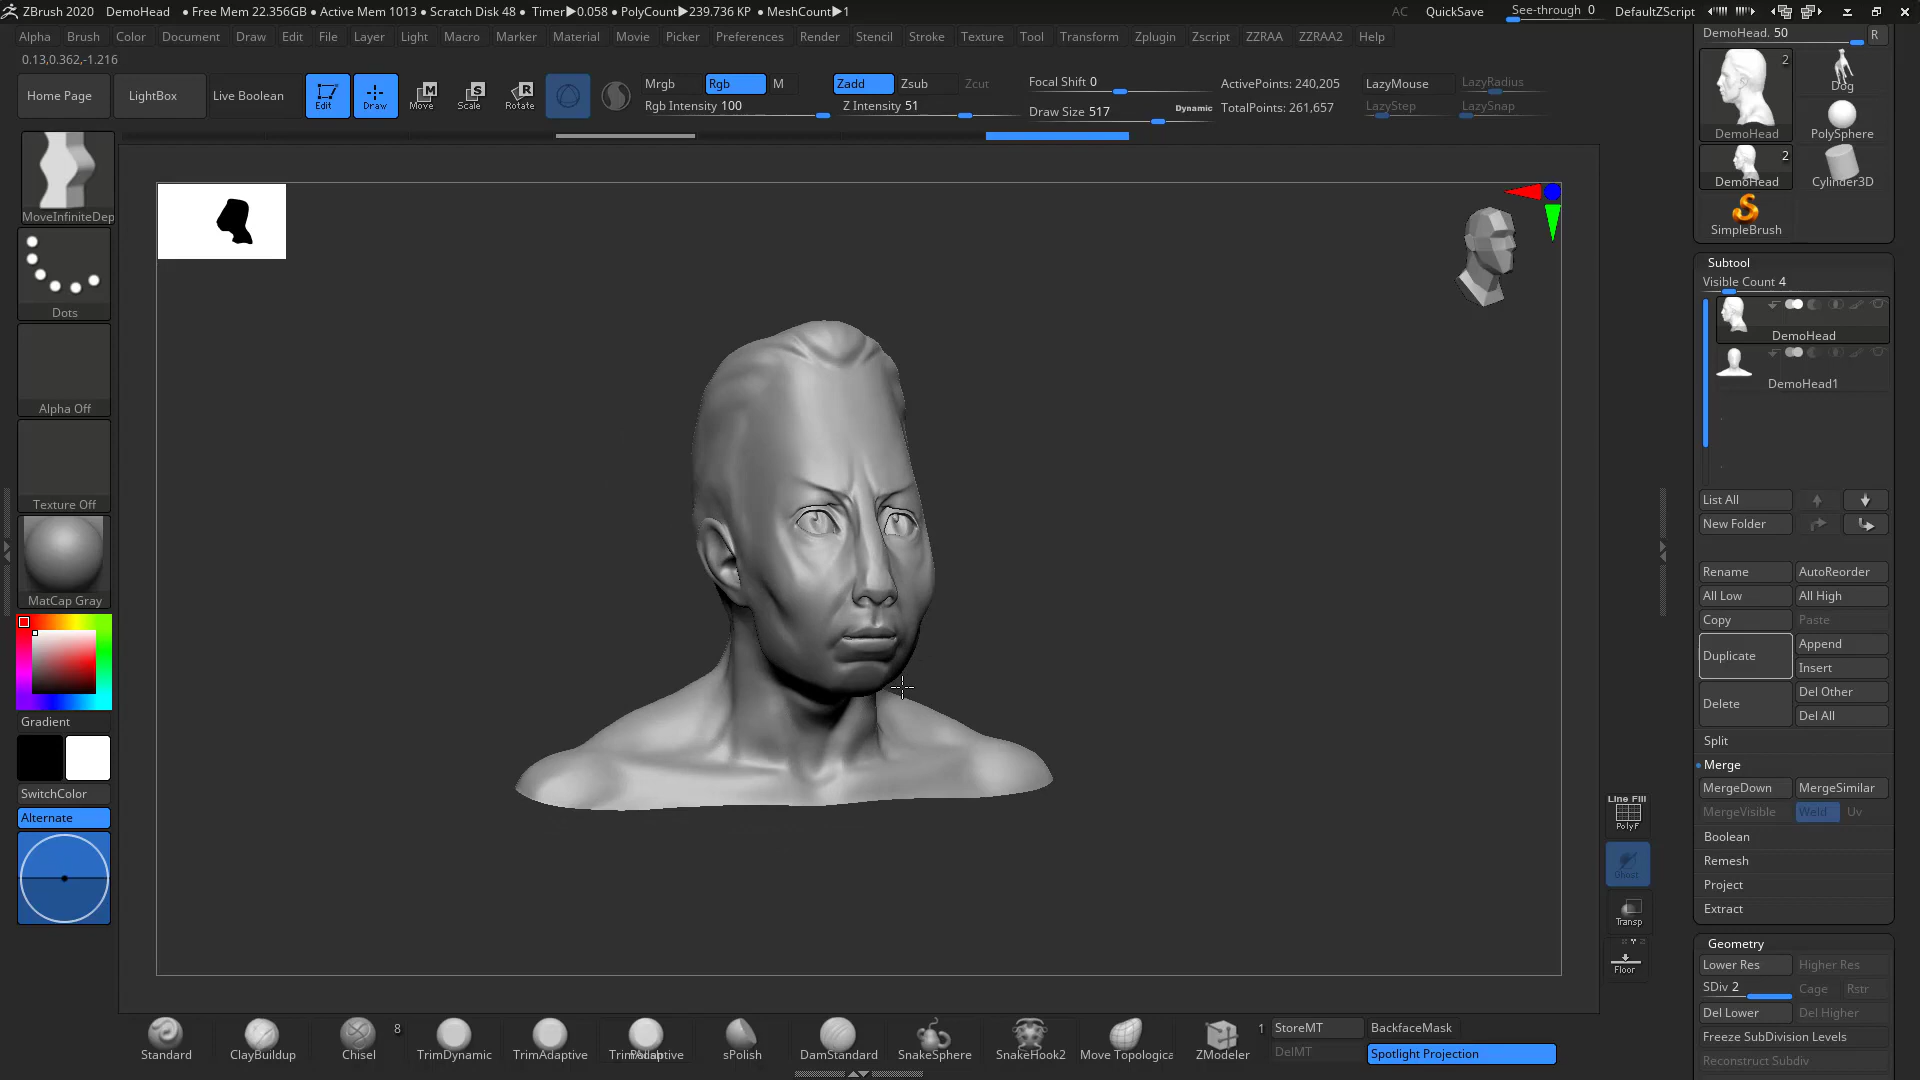 ZBrush 2020 DemoHead ● Free Mem 22.356GB ● Active Mem 1013 ● Scratch Disk 48 ● Timer▶0.058 ● PolyCount▶239.736 KP ● MeshCount▶1 AC QuickSave See-through 0 DefaultZScript
Alpha Brush Color Document Draw Edit File Layer Light Macro Marker Material Movie Picker Preferences Render Stencil Stroke Texture Tool Transform Zplugin Zscript ZZRAA ZZRAA2 Help
0.13,0.362,-1.216
Home Page LightBox Live Boolean Edit Draw Move Scale Rotate
Mrgb Rgb M Zadd Zsub Zcut
Rgb Intensity 100 Z Intensity 51
Focal Shift 0
Draw Size 517 Dynamic
ActivePoints: 240,205
TotalPoints: 261,657
LazyMouse LazyRadius
LazyStep LazySnap
MoveInfiniteDep
Dots
Alpha Off
Texture Off
MatCap Gray
Gradient
SwitchColor
Alternate
DemoHead. 50 R
2
DemoHead
Dog
PolySphere
2
DemoHead
Cylinder3D
SimpleBrush
Subtool
Visible Count 4
DemoHead
DemoHead1
List All
New Folder
Rename AutoReorder
All Low All High
Copy Paste
Duplicate Append
Insert
Delete Del Other
Del All
Split
Merge
MergeDown MergeSimilar
MergeVisible Weld Uv
Boolean
Remesh
Project
Extract
Geometry
Lower Res Higher Res
SDiv 2 Cage Rstr
Del Lower Del Higher
Freeze SubDivision Levels
Reconstruct Subdiv
Line Fill
PolyF
Ghost
Transp
Floor
Standard ClayBuildup Chisel 8 TrimDynamic TrimAdaptive sPolish DamStandard SnakeSphere SnakeHook2 Move Topologica ZModeler 1
StoreMT BackfaceMask
DelMT Spotlight Projection